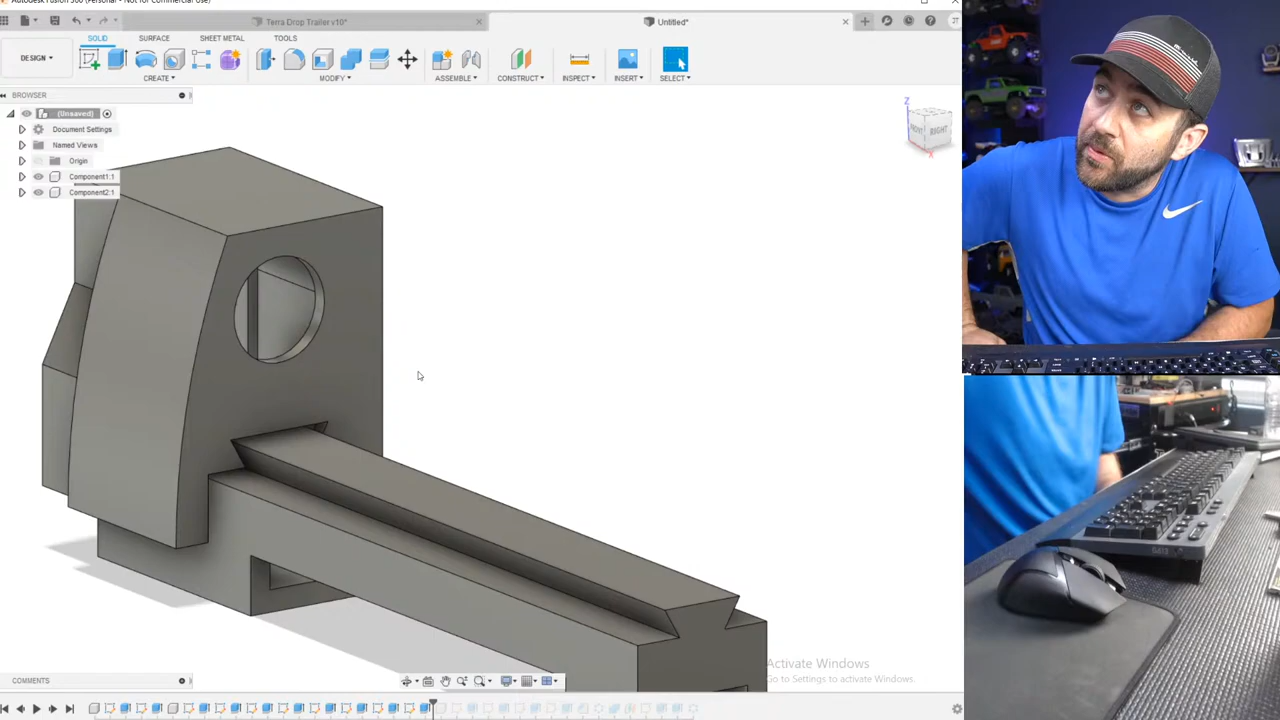 Autodesk Fusion 360 (Personal - Not for Commercial Use)
Terra Drop Trailer v10*
Untitled*
JT
SOLID SURFACE SHEET METAL TOOLS
DESIGN
CREATE MODIFY ASSEMBLE CONSTRUCT INSPECT INSERT SELECT
BROWSER
(Unsaved)
Document Settings
Named Views
Origin
Component1:1
Component2:1
Z
FRONT RIGHT
X
Activate Windows
Go to Settings to activate Windows.
COMMENTS